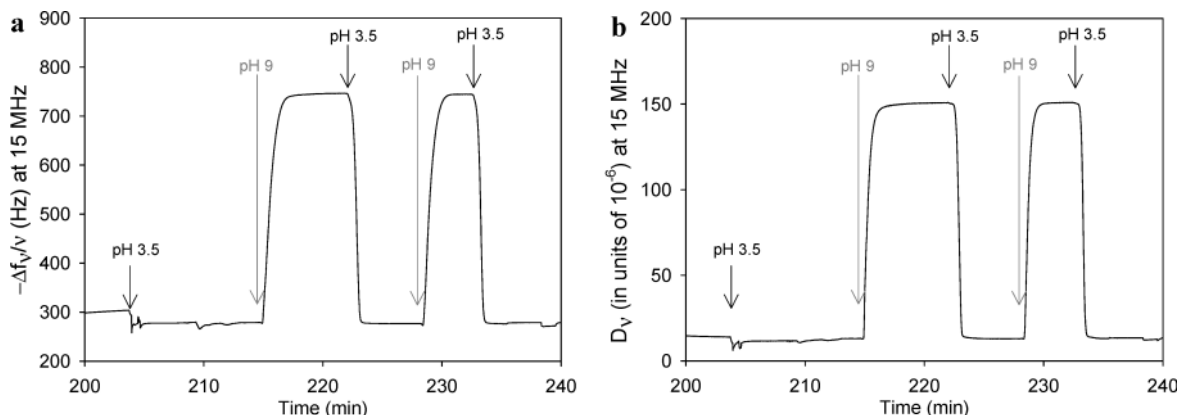 a
900
800
700
600
500
400
300
200
−Δfν/ν (Hz) at 15 MHz
pH 3.5
pH 9
pH 3.5
pH 9
pH 3.5
200 210 220 230 240
Time (min)
b
200
150
100
50
0
Dν (in units of 10⁻⁶) at 15 MHz
pH 3.5
pH 9
pH 3.5
pH 9
pH 3.5
200 210 220 230 240
Time (min)